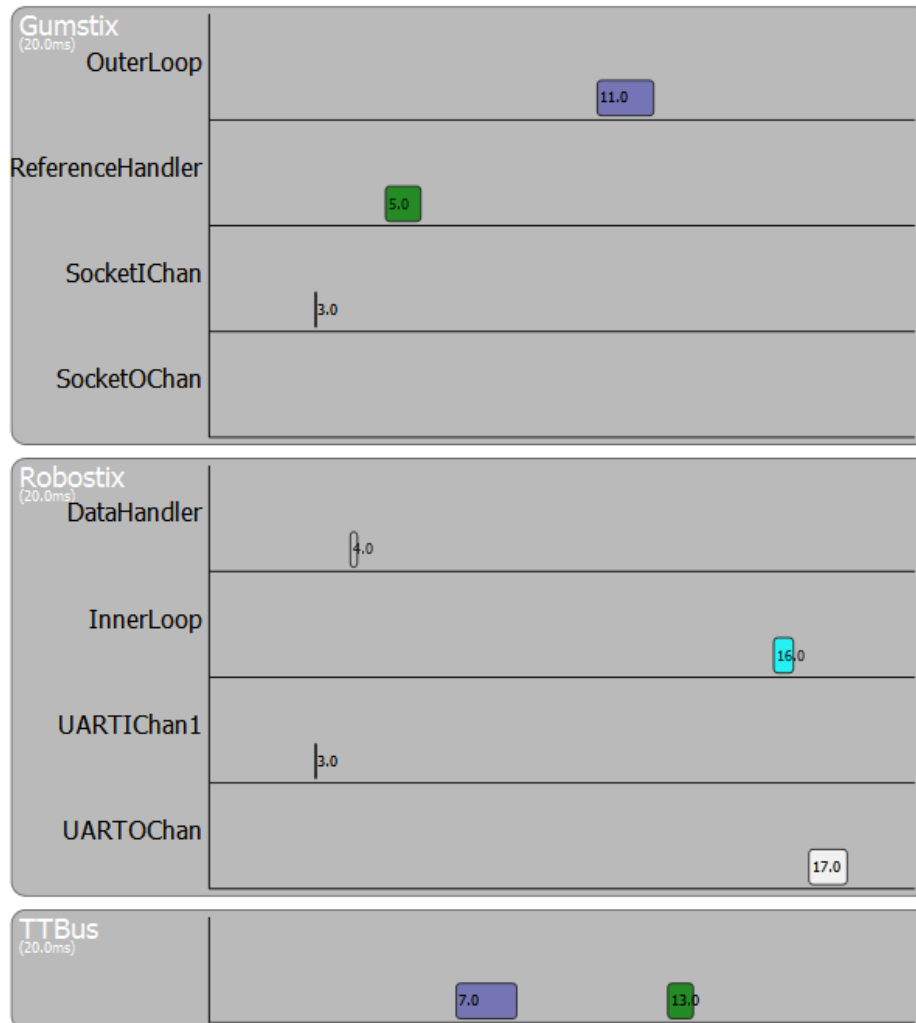 Gumstix
(20.0ms)
OuterLoop
11.0
ReferenceHandler
5.0
SocketIChan
3.0
SocketOChan
Robostix
(20.0ms)
DataHandler
4.0
InnerLoop
16.0
UARTIChan1
3.0
UARTOChan
17.0
TTBus
(20.0ms)
7.0
13.0